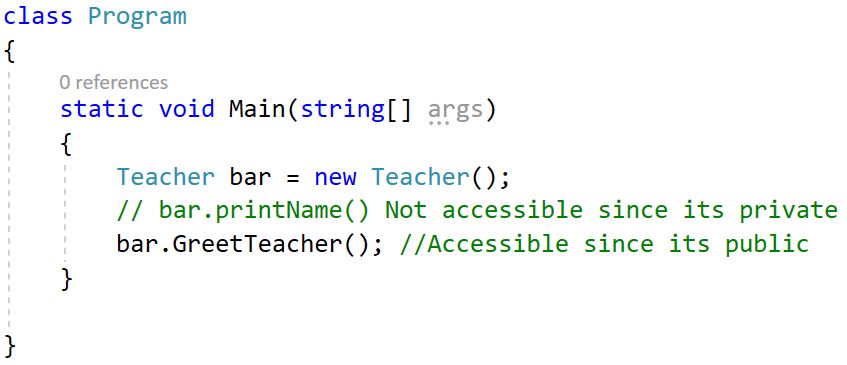 class Program
{
0 references
static void Main(string[] args)
{
Teacher bar = new Teacher();
// bar.printName() Not accessible since its private
bar.GreetTeacher(); //Accessible since its public
}
}